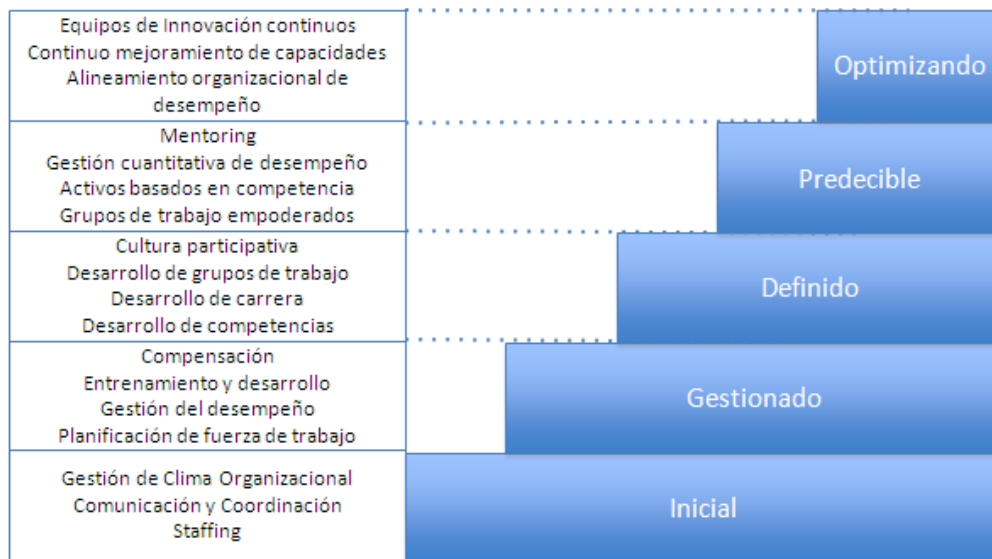 Equipos de Innovación continuos
Continuo mejoramiento de capacidades
Alineamiento organizacional de
desempeño
Optimizando
Mentoring
Gestión cuantitativa de desempeño
Activos basados en competencia
Grupos de trabajo empoderados
Predecible
Cultura participativa
Desarrollo de grupos de trabajo
Desarrollo de carrera
Desarrollo de competencias
Definido
Compensación
Entrenamiento y desarrollo
Gestión del desempeño
Planificación de fuerza de trabajo
Gestionado
Gestión de Clima Organizacional
Comunicación y Coordinación
Staffing
Inicial